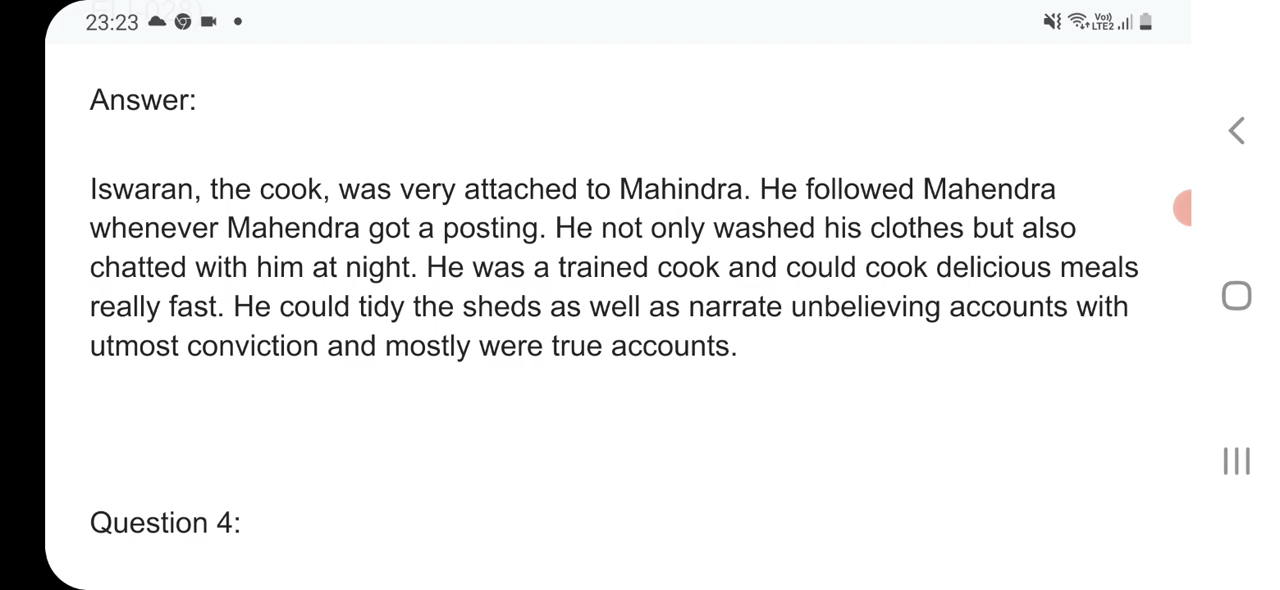 23:23
Vo)
LTE2
Answer:
Iswaran, the cook, was very attached to Mahindra. He followed Mahendra
whenever Mahendra got a posting. He not only washed his clothes but also
chatted with him at night. He was a trained cook and could cook delicious meals
really fast. He could tidy the sheds as well as narrate unbelieving accounts with
utmost conviction and mostly were true accounts.
Question 4: